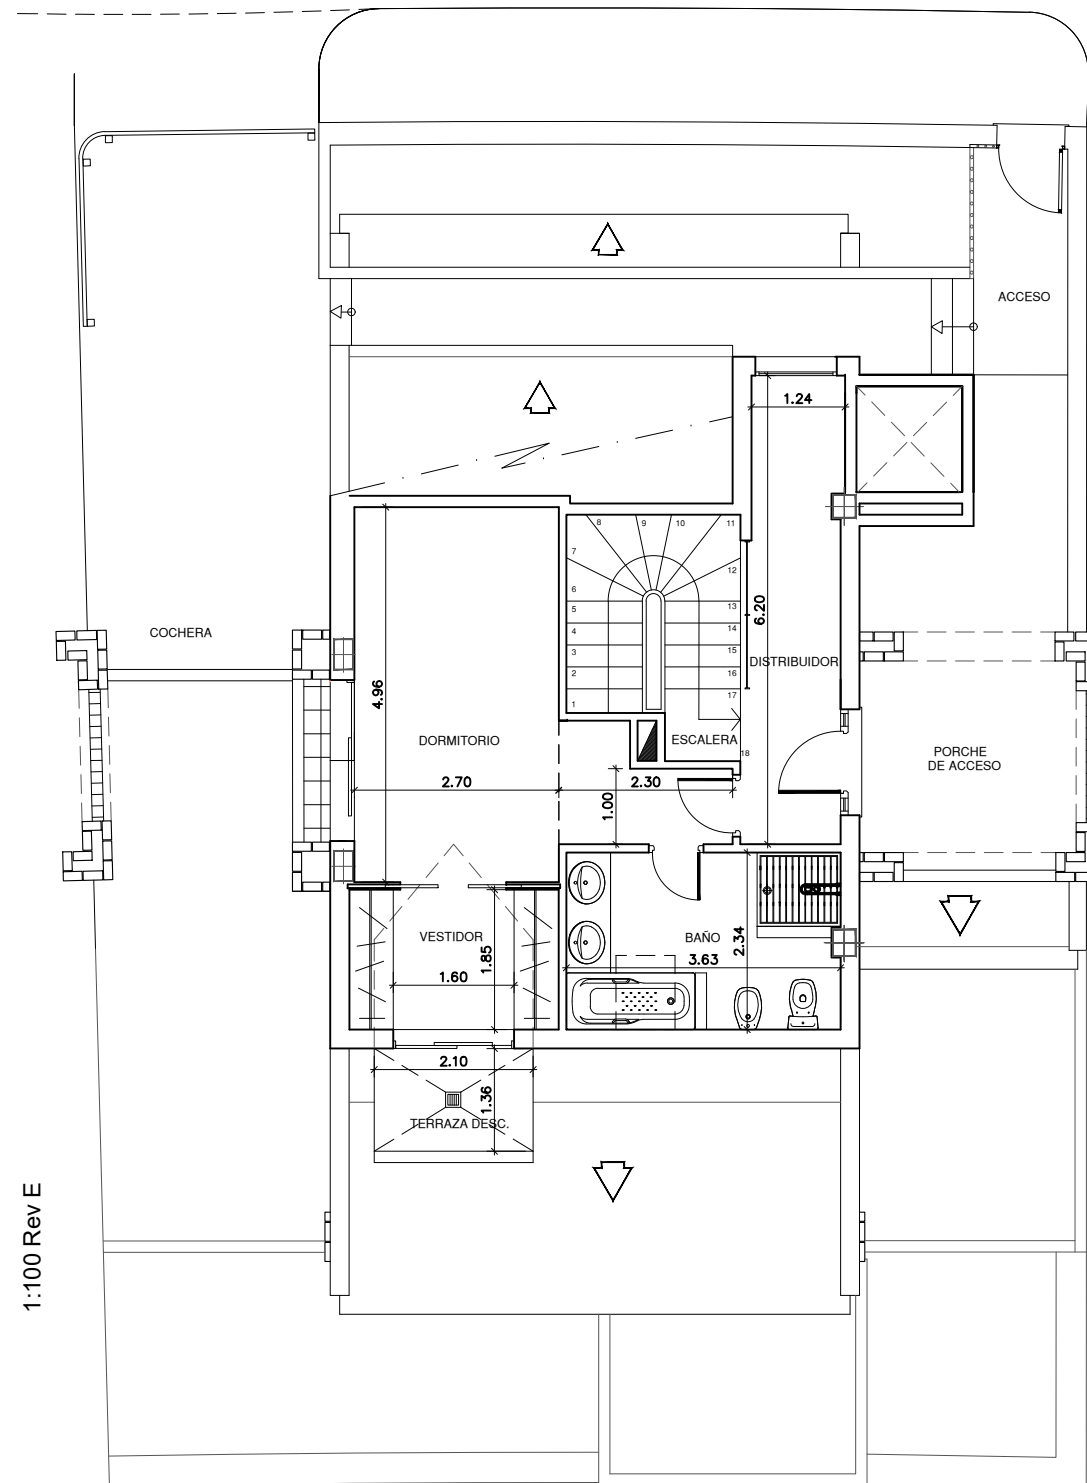 ACCESO
1.24
8
9
10
11
7
12
6
5
13
4
14
3
15
2
16
1
17
18
6.20
COCHERA
DISTRIBUIDOR
4.96
DORMITORIO
ESCALERA
PORCHE
DE ACCESO
2.70
2.30
1.00
VESTIDOR
1.85
1.60
BAÑO
2.34
3.63
2.10
1.36
TERRAZA DESC.
1:100 Rev E